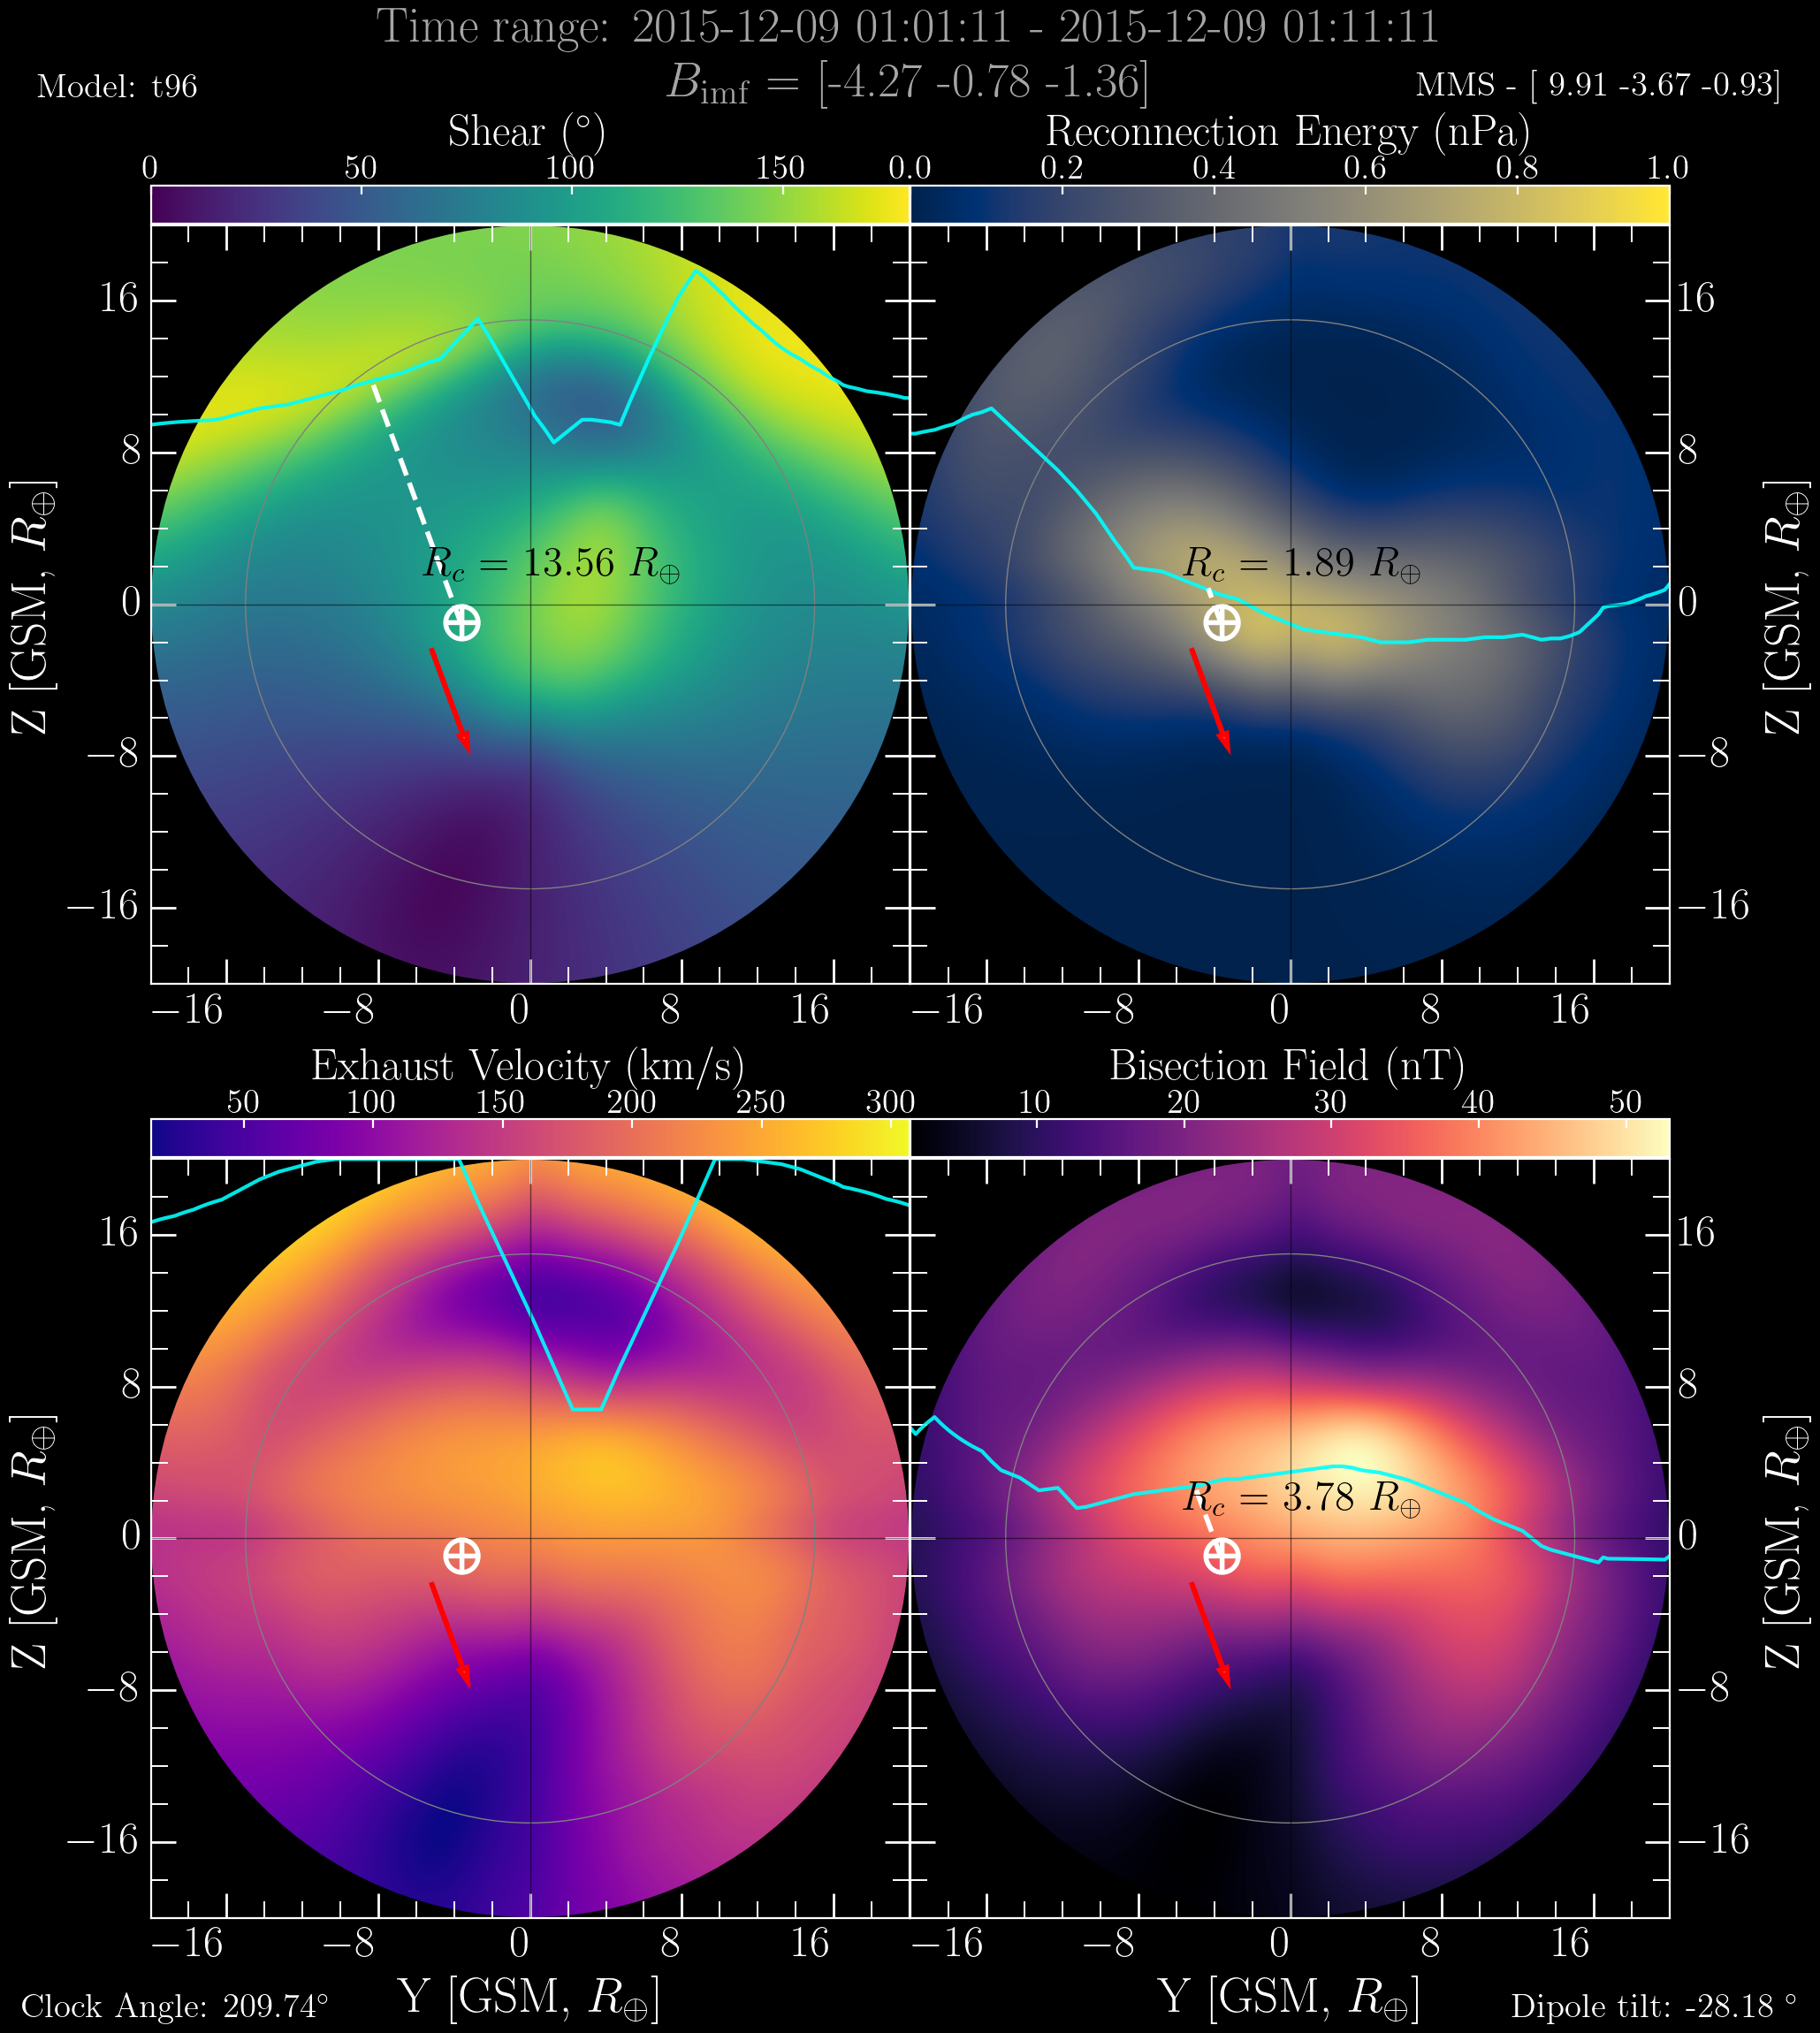 Time range: 2015-12-09 01:01:11 - 2015-12-09 01:11:11
Model: t96
B_imf = [-4.27 -0.78 -1.36]
MMS - [ 9.91 -3.67 -0.93]
Shear (°)
Reconnection Energy (nPa)
0 50 100 150
0.0 0.2 0.4 0.6 0.8 1.0
16
8
0
−8
−16
Z [GSM, R⊕]
R_c = 13.56 R⊕
R_c = 1.89 R⊕
16
8
0
−8
−16
Z [GSM, R⊕]
−16 −8 0 8 16
−16 −8 0 8 16
Exhaust Velocity (km/s)
Bisection Field (nT)
50 100 150 200 250 300
10 20 30 40 50
16
8
0
−8
−16
Z [GSM, R⊕]
R_c = 3.78 R⊕
16
8
0
−8
−16
Z [GSM, R⊕]
−16 −8 0 8 16
−16 −8 0 8 16
Y [GSM, R⊕]
Y [GSM, R⊕]
Clock Angle: 209.74°
Dipole tilt: -28.18 °